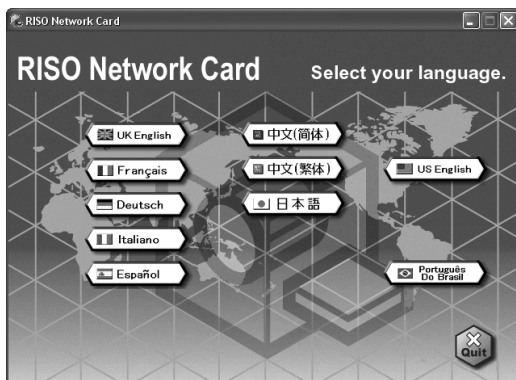 RISO Network Card
RISO Network Card
Select your language.
UK English
Français
Deutsch
Italiano
Español
中文(简体)
中文(繁体)
日本語
US English
Português
Do Brasil
Quit